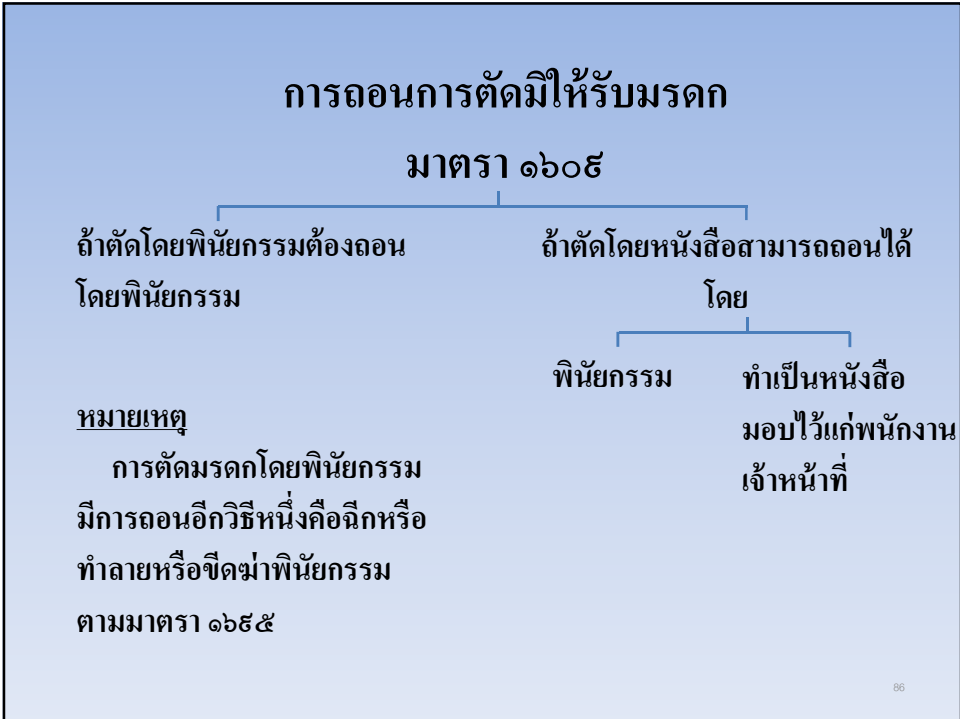 การถอนการตัดมิให้รับมรดก
มาตรา ๑๖๐๙
ถ้าตัดโดยพินัยกรรมต้องถอน
โดยพินัยกรรม
หมายเหตุ
การตัดมรดกโดยพินัยกรรม
มีการถอนอีกวิธีหนึ่งคือฉีกหรือ
ทำลายหรือขีดฆ่าพินัยกรรม
ตามมาตรา ๑๖๙๕
ถ้าตัดโดยหนังสือสามารถถอนได้
โดย
พินัยกรรม
ทำเป็นหนังสือ
มอบไว้แก่พนักงาน
เจ้าหน้าที่
86